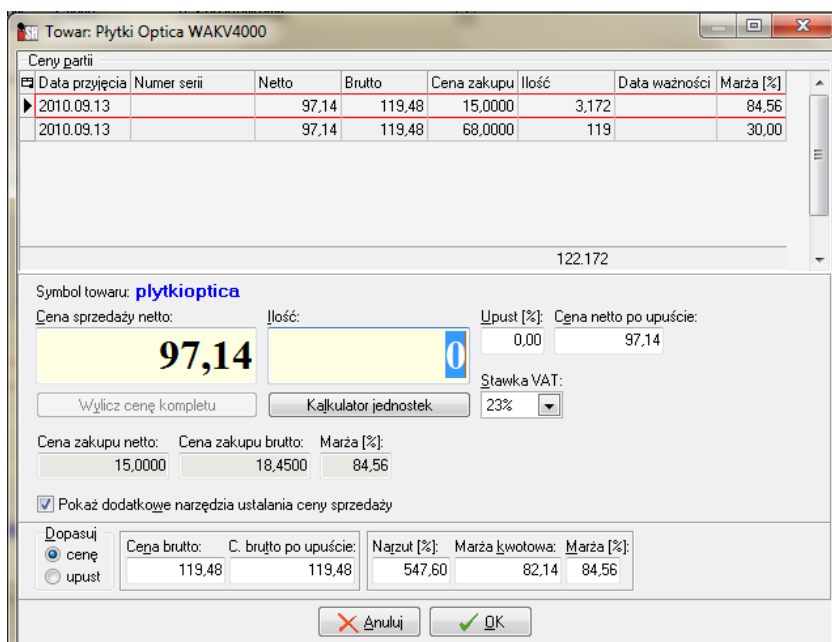 Towar: Płytki Optica WAKV4000
Ceny partii
Data przyjęcia Numer serii Netto Brutto Cena zakupu Ilość Data ważności Marża [%]
2010.09.13 97,14 119,48 15,0000 3,172 84,56
2010.09.13 97,14 119,48 68,0000 119 30,00
122.172
Symbol towaru: plytkioptica
Cena sprzedaży netto: Ilość: Upust [%]: Cena netto po upuście:
97,14 0 0,00 97,14
Stawka VAT:
Wylicz cenę kompletu Kalkulator jednostek 23%
Cena zakupu netto: Cena zakupu brutto: Marża [%]:
15,0000 18,4500 84,56
Pokaż dodatkowe narzędzia ustalania ceny sprzedaży
Dopasuj
cenę
upust
Cena brutto: C. brutto po upuście: Narzut [%]: Marża kwotowa: Marża [%]:
119,48 119,48 547,60 82,14 84,56
Anuluj OK